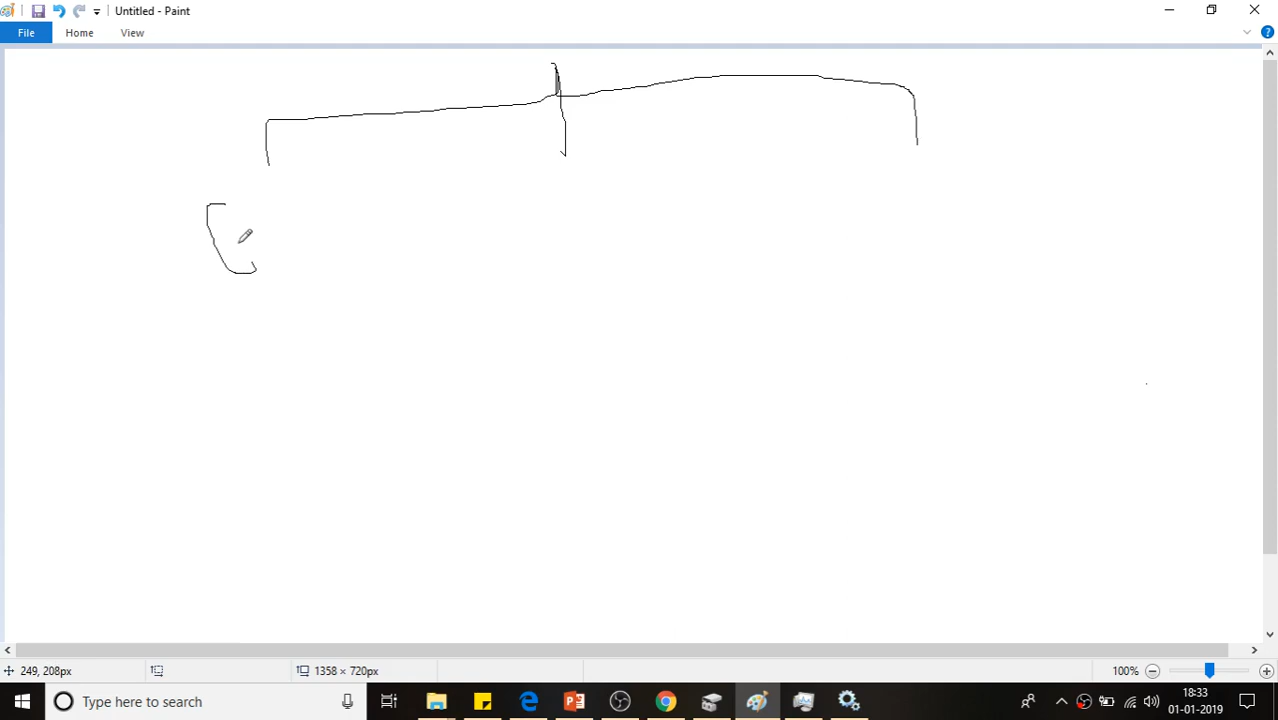 Untitled - Paint
File Home View
249, 208px 1358 × 720px 100%
Type here to search 18:33
01-01-2019